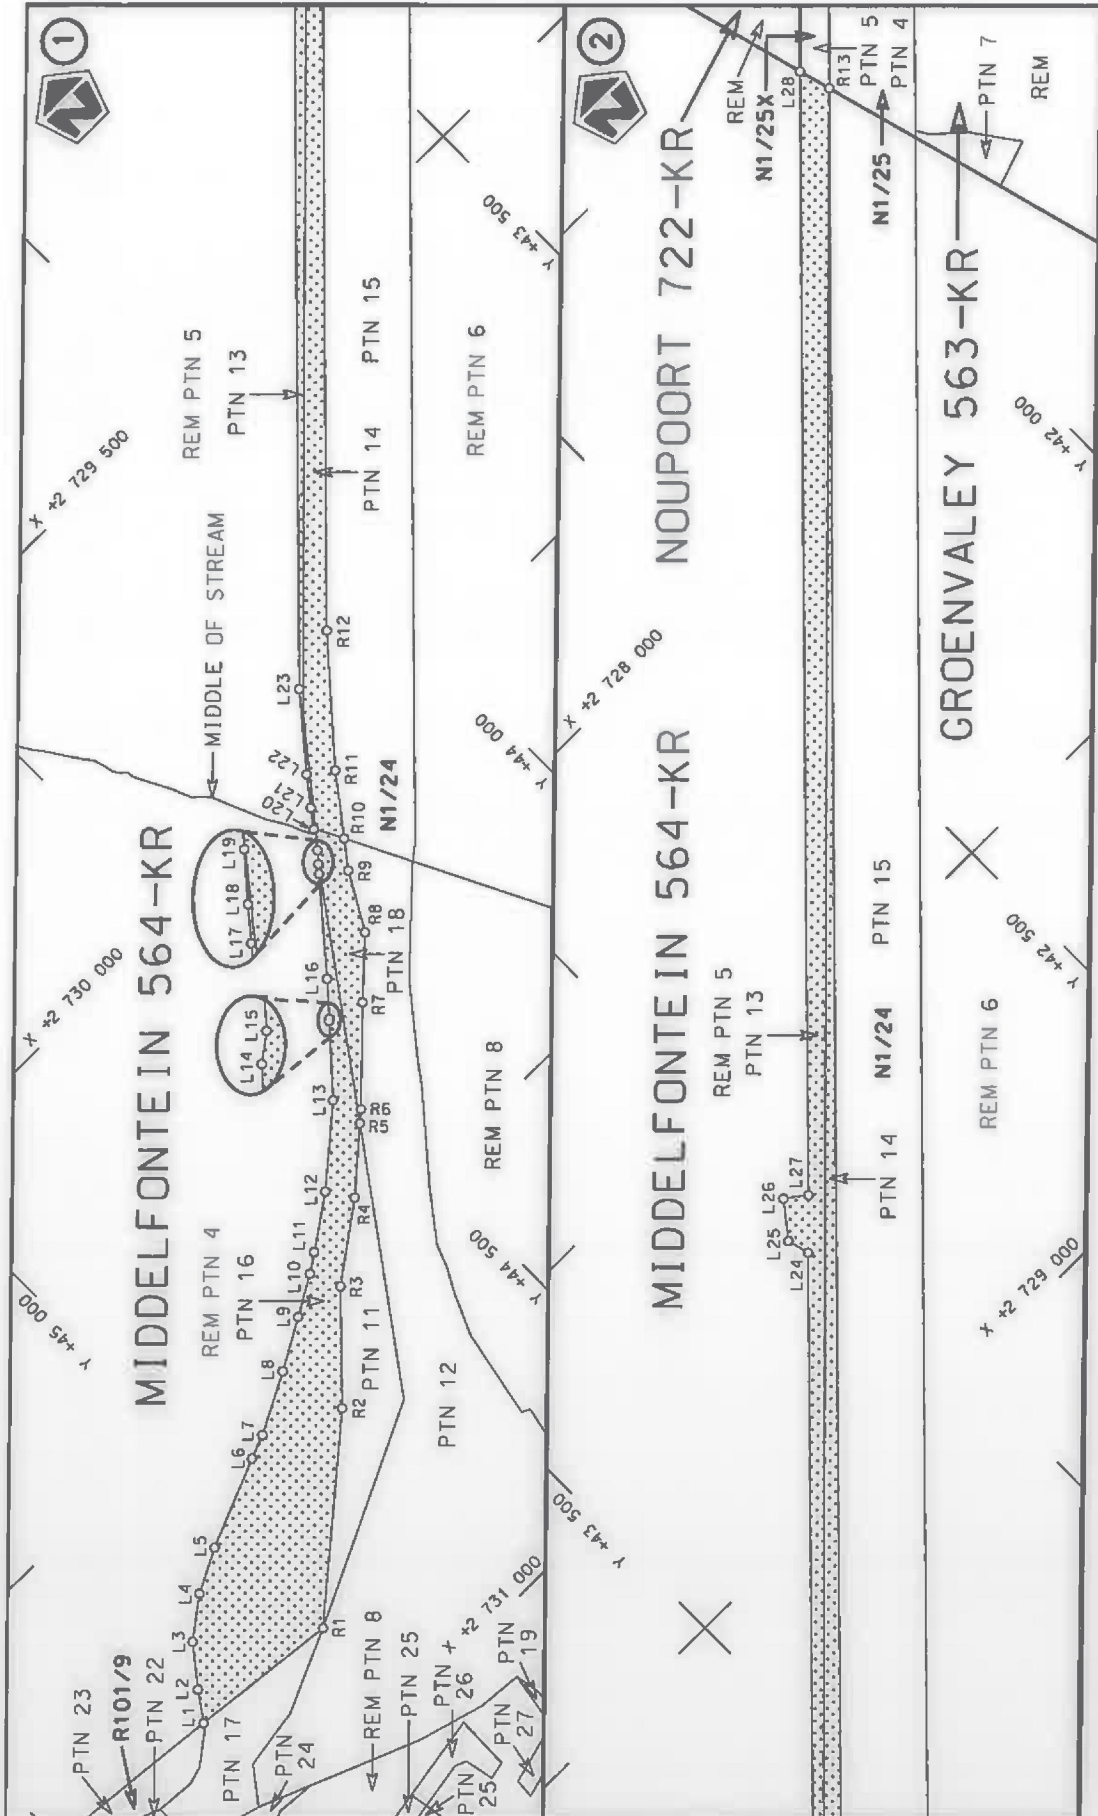 1
MIDDELFONTEIN 564-KR
X +2 729 500
X +2 730 000
Y +45 000
Y +43 500
Y +44 000
Y +44 500
X +2 731 000
MIDDLE OF STREAM
REM PTN 5
PTN 13
PTN 14
PTN 15
REM PTN 6
N1/24
REM PTN 4
PTN 16
PTN 18
REM PTN 8
PTN 11
PTN 12
PTN 23
R101/9
PTN 22
PTN 17
PTN 24
REM PTN 8
PTN 25
PTN 26
PTN 25
PTN 27
PTN 19
L1
L2
L3
L4
L5
L6
L7
L8
L9
L10
L11
L12
L13
L14
L15
L16
L17
L18
L19
L20
L21
L22
L23
R1
R2
R3
R4
R5
R6
R7
R8
R9
R10
R11
R12
2
MIDDELFONTEIN 564-KR
NOUPOORT 722-KR
GROENVALEY 563-KR
REM
N1/25X
L28
R13
PTN 5
PTN 4
N1/25
PTN 7
REM
Y +42 000
X +2 728 000
Y +42 500
X +2 729 000
Y +43 500
REM PTN 5
PTN 13
PTN 14
N1/24
PTN 15
REM PTN 6
L24
L25
L26
L27